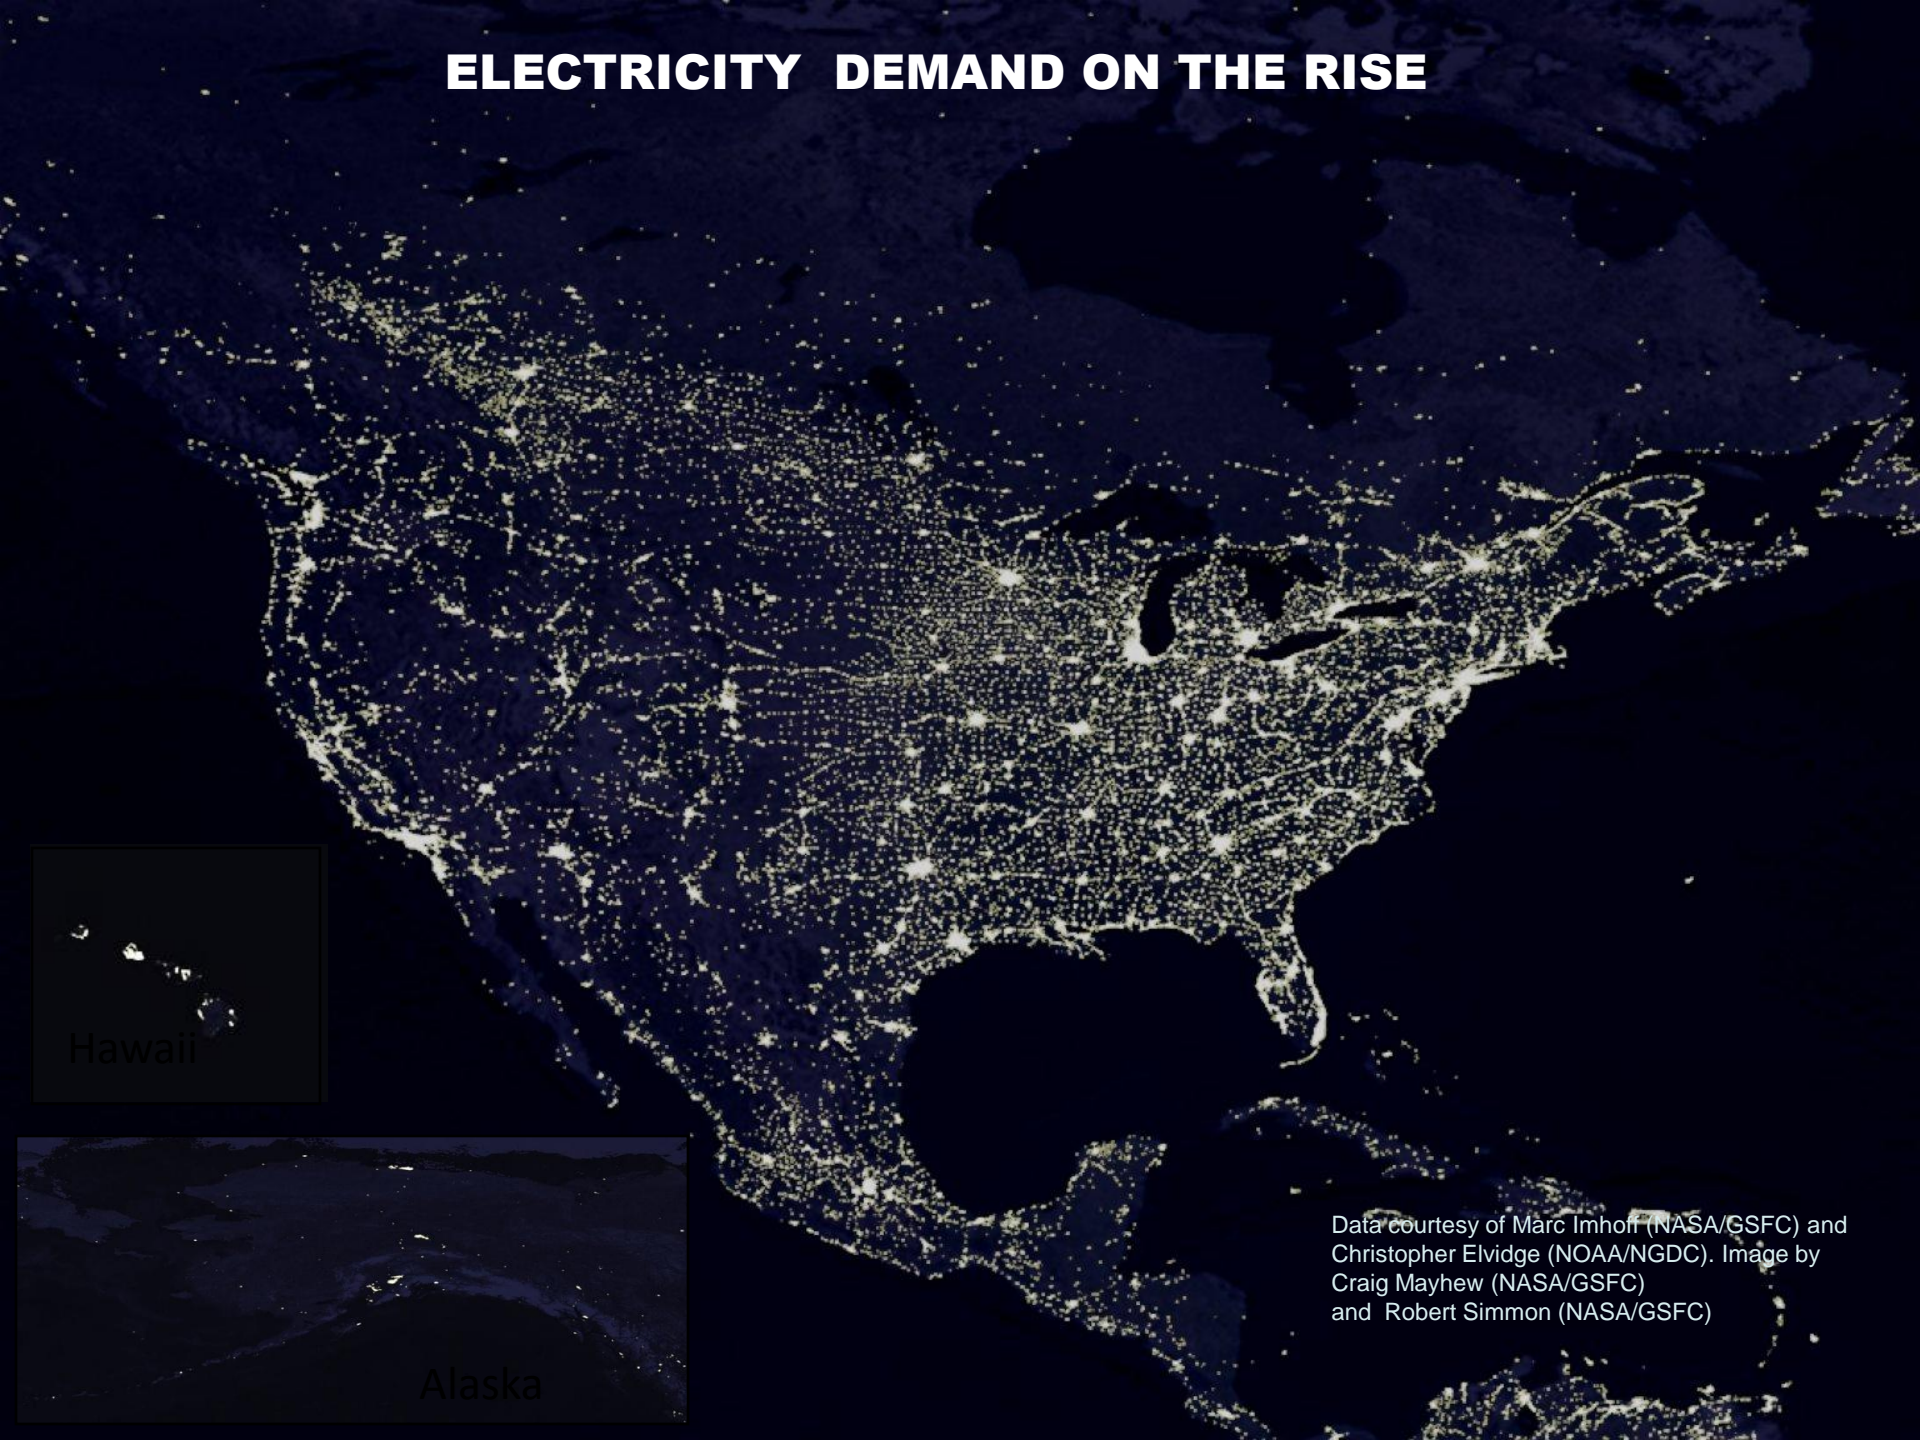 ELECTRICITY  DEMAND ON THE RISE
Hawaii
Alaska
Data courtesy of Marc Imhoff (NASA/GSFC) and
Christopher Elvidge (NOAA/NGDC). Image by
Craig Mayhew (NASA/GSFC)
and  Robert Simmon (NASA/GSFC)